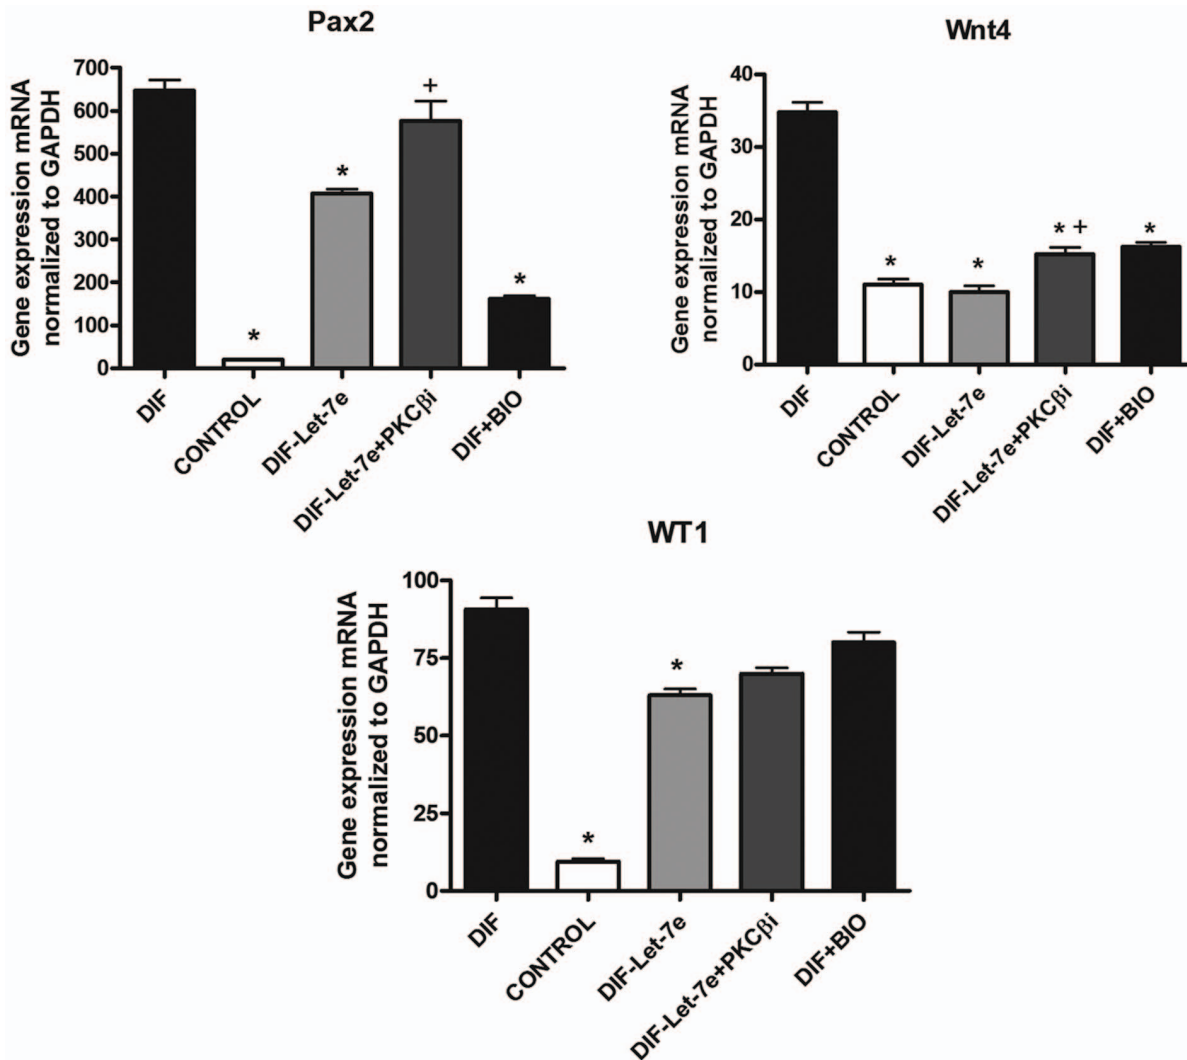 Pax2
Gene expression mRNA
normalized to GAPDH
700
600
500
400
300
200
100
0
*
*
+
*
DIF
CONTROL
DIF-Let-7e
DIF-Let-7e+PKCβi
DIF+BIO
Wnt4
Gene expression mRNA
normalized to GAPDH
40
30
20
10
0
*
*
* +
*
DIF
CONTROL
DIF-Let-7e
DIF-Let-7e+PKCβi
DIF+BIO
WT1
Gene expression mRNA
normalized to GAPDH
100
75
50
25
0
*
*
DIF
CONTROL
DIF-Let-7e
DIF-Let-7e+PKCβi
DIF+BIO